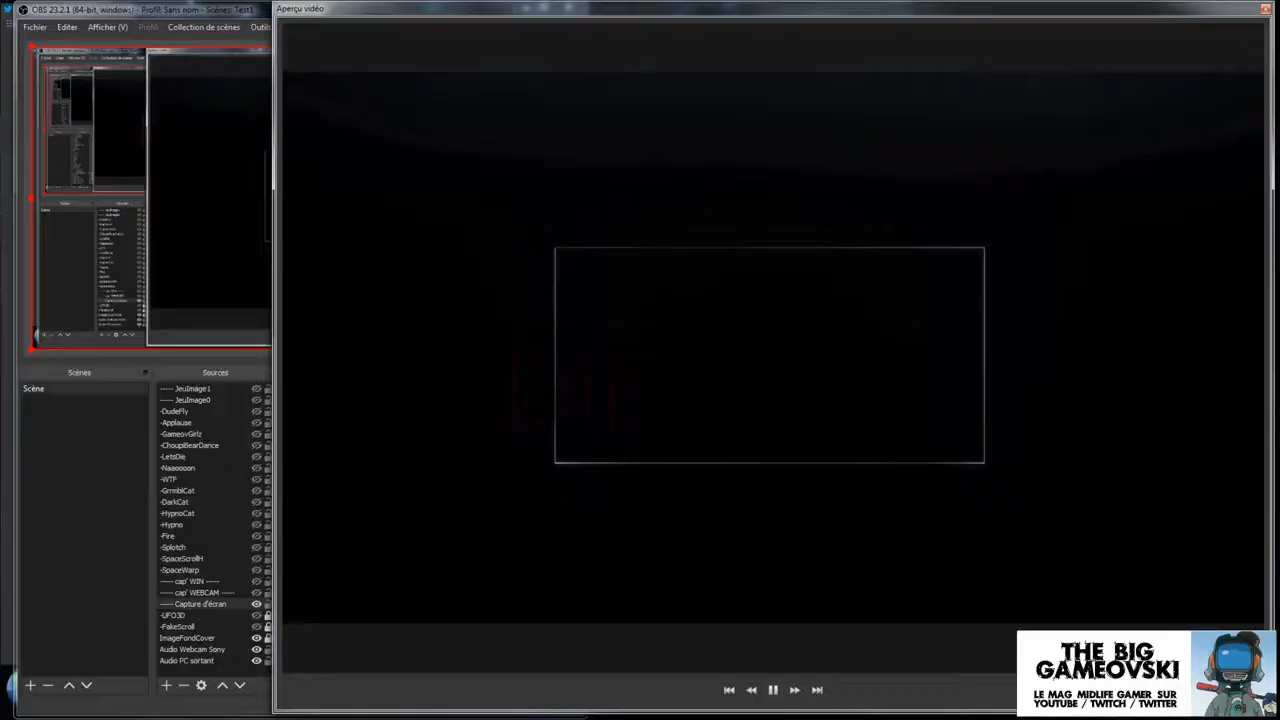 OBS 23.2.1 (64-bit, windows) - Profil: Sans nom - Scènes: Test1
Aperçu vidéo
Fichier Editer Afficher (V) Profil Collection de scènes Outils
Scènes
Scène
Sources
----- JeuImage1
----- JeuImage0
-DudeFly
-Applause
-GameovGirlz
-ChoupiBearDance
-LetsDie
-Naaooooon
-WTF
-GrrmblCat
-DarkCat
-HypnoCat
-Hypno
-Fire
-Splotch
-SpaceScrollH
-SpaceWarp
----- cap' WIN -----
----- cap' WEBCAM -----
----- Capture d'écran
-UFO3D
-FakeScroll
ImageFondCover
Audio Webcam Sony
Audio PC sortant
THE BIG
GAMEOVSKI
LE MAG MIDLIFE GAMER SUR
YOUTUBE / TWITCH / TWITTER